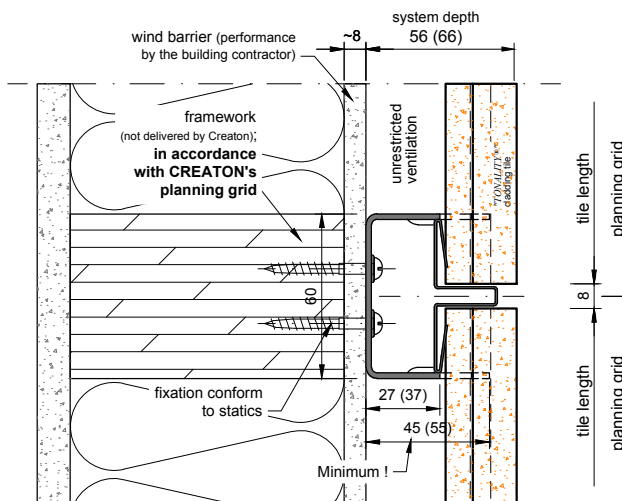 system depth
56 (66)
~8
wind barrier (performance
by the building contractor)
framework
(not delivered by Creaton);
in accordance
with CREATON's
planning grid
unrestricted
ventilation
cladding tile
tile length
planning grid
60
8
fixation conform
to statics
27 (37)
45 (55)
Minimum !
tile length
planning grid